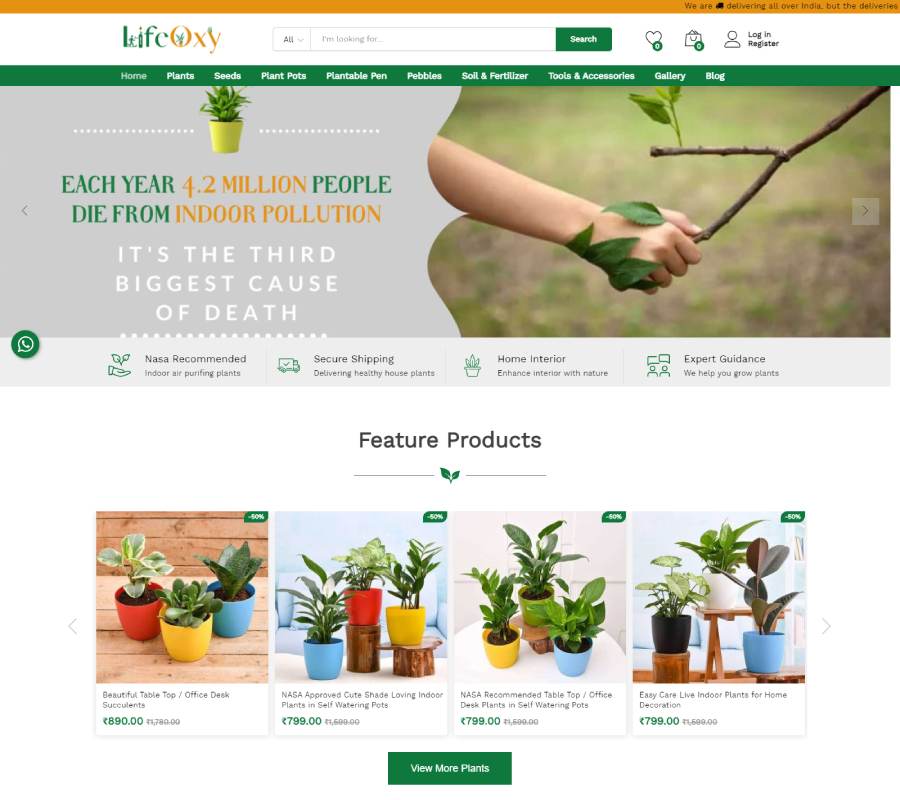 We are delivering all over India, but the deliveries
LifeOxy
All
I'm looking for...
Search
0
0
Log in
Register
Home Plants Seeds Plant Pots Plantable Pen Pebbles Soil & Fertilizer Tools & Accessories Gallery Blog
EACH YEAR 4.2 MILLION PEOPLE
DIE FROM INDOOR POLLUTION
IT'S THE THIRD
BIGGEST CAUSE
OF DEATH
Nasa Recommended
Indoor air purifing plants
Secure Shipping
Delivering healthy house plants
Home Interior
Enhance interior with nature
Expert Guidance
We help you grow plants
Feature Products
-50%
Beautiful Table Top / Office Desk
Succulents
₹890.00 ₹1,780.00
-50%
NASA Approved Cute Shade Loving Indoor
Plants in Self Watering Pots
₹799.00 ₹1,599.00
-50%
NASA Recommended Table Top / Office
Desk Plants in Self Watering Pots
₹799.00 ₹1,599.00
-50%
Easy Care Live Indoor Plants for Home
Decoration
₹799.00 ₹1,599.00
View More Plants